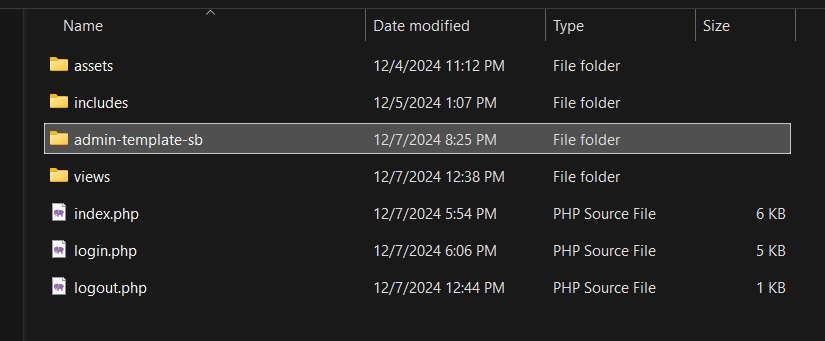 Name Date modified Type Size
assets 12/4/2024 11:12 PM File folder
includes 12/5/2024 1:07 PM File folder
admin-template-sb 12/7/2024 8:25 PM File folder
views 12/7/2024 12:38 PM File folder
index.php 12/7/2024 5:54 PM PHP Source File 6 KB
login.php 12/7/2024 6:06 PM PHP Source File 5 KB
logout.php 12/7/2024 12:44 PM PHP Source File 1 KB